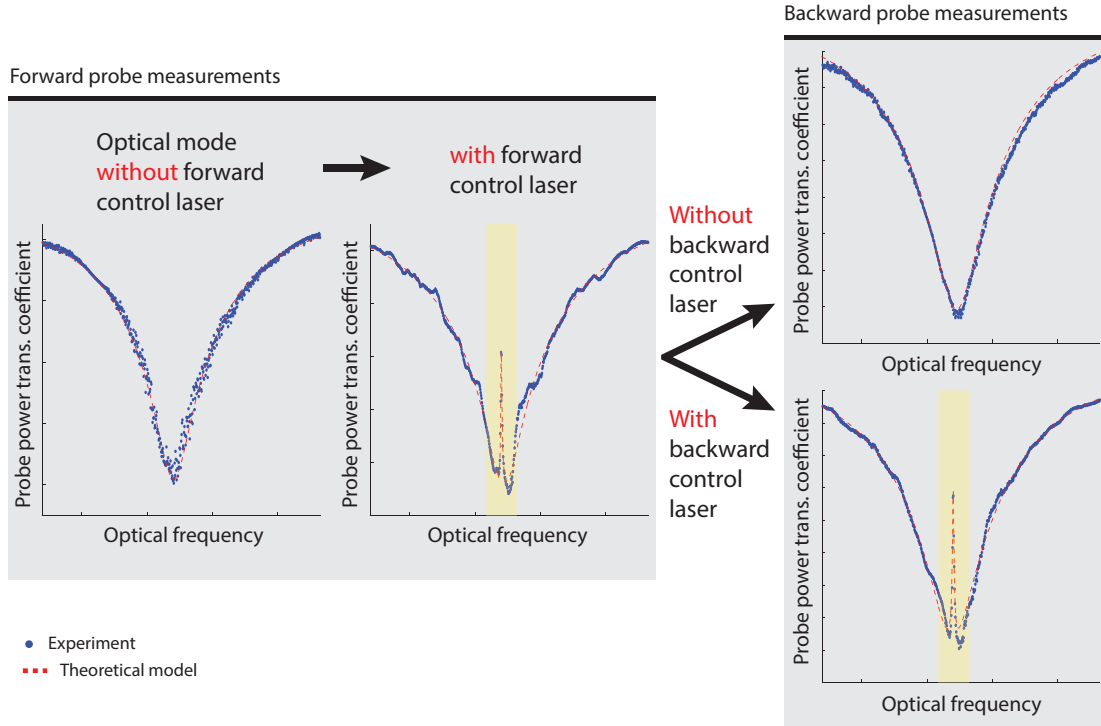 Forward probe measurements
Optical mode
without forward
control laser
with forward
control laser
Probe power trans. coefficient
Optical frequency
Probe power trans. coefficient
Optical frequency
Without
backward
control
laser
With
backward
control
laser
Backward probe measurements
Probe power trans. coefficient
Optical frequency
Probe power trans. coefficient
Optical frequency
Experiment
Theoretical model